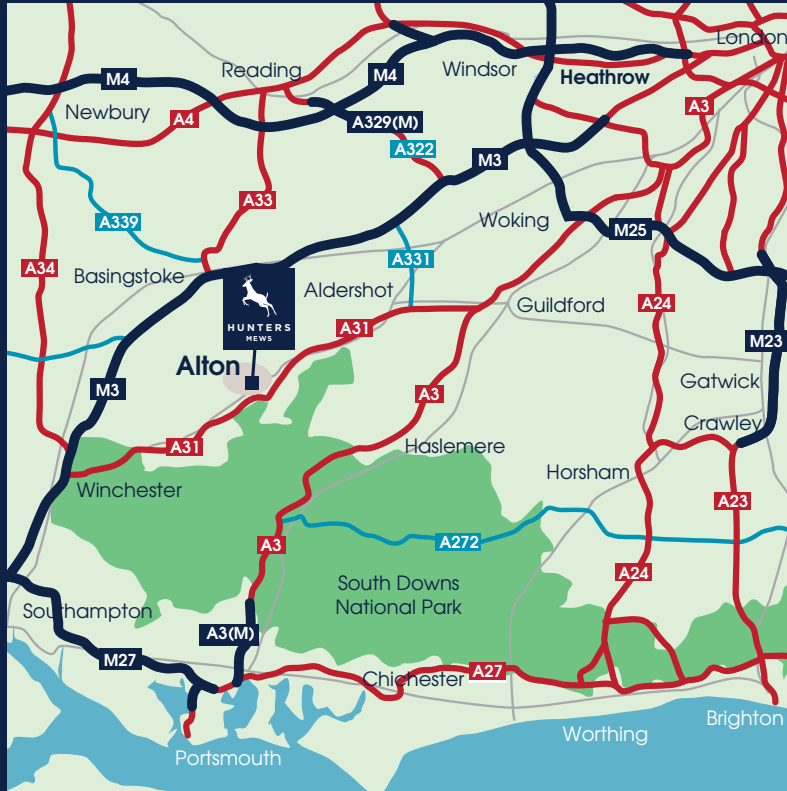 London
Reading
M4
M4
Windsor
Heathrow
Newbury
A4
A329(M)
A3
A322
M3
A339
A33
Woking
M25
A34
Basingstoke
A331
Aldershot
Guildford
A24
HUNTERS
MEWS
A31
M23
Alton
M3
A3
Gatwick
Crawley
A31
Haslemere
Winchester
Horsham
A23
A3
A272
A24
South Downs
National Park
Southampton
A3(M)
M27
Chichester
A27
Worthing
Brighton
Portsmouth